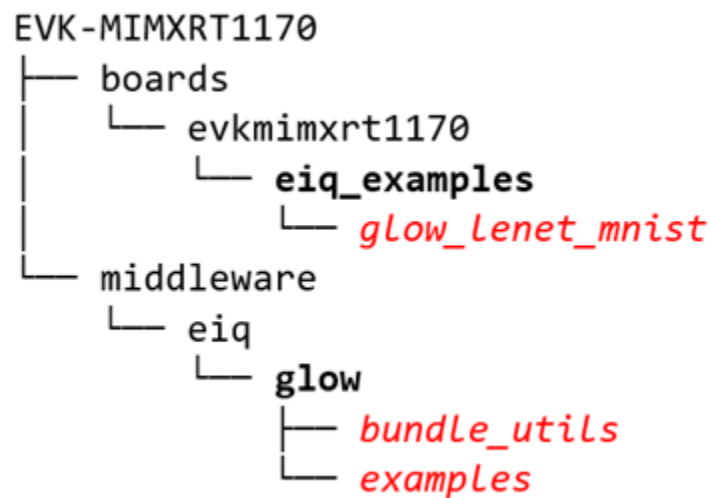 EVK-MIMXRT1170
boards
evkmimxrt1170
eiq_examples
glow_lenet_mnist
middleware
eiq
glow
bundle_utils
examples